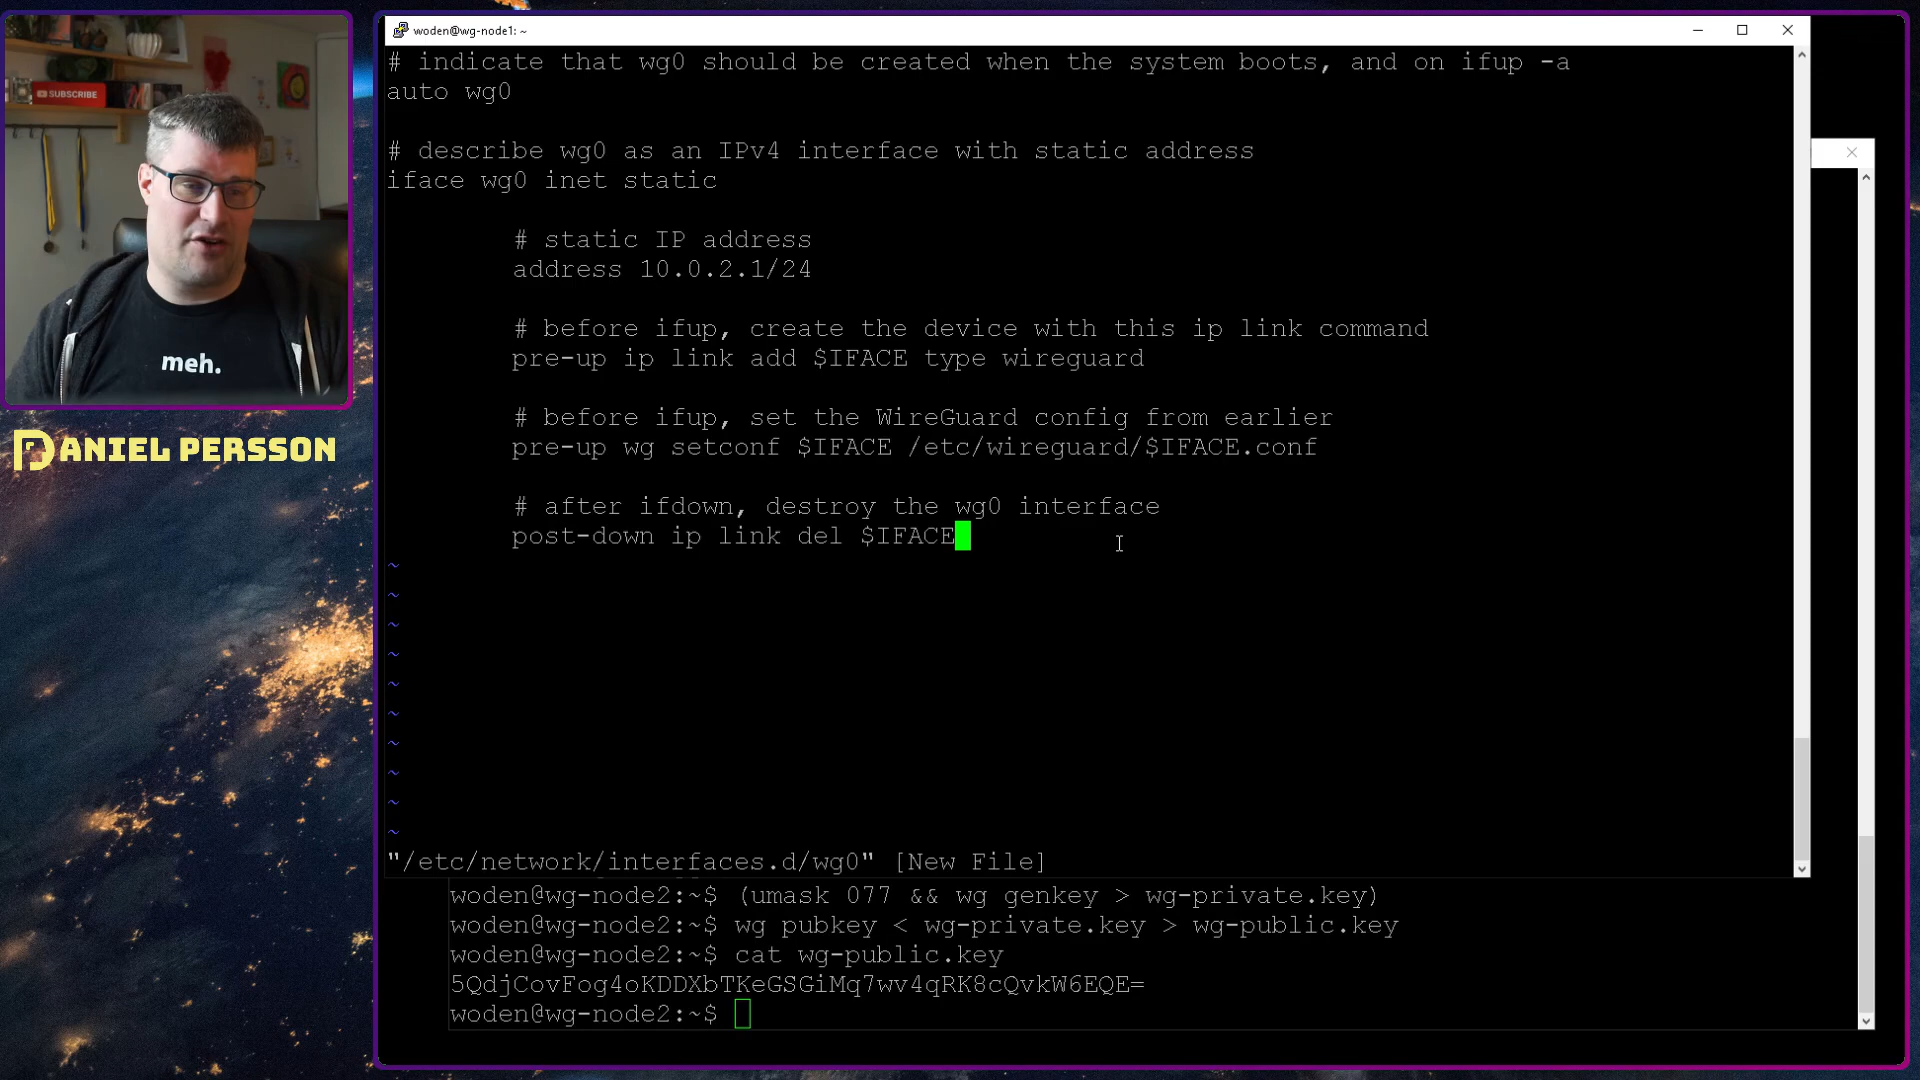 SUBSCRIBE
meh.
DANIEL PERSSON
woden@wg-node1: ~
# indicate that wg0 should be created when the system boots, and on ifup -a
auto wg0
# describe wg0 as an IPv4 interface with static address
iface wg0 inet static
# static IP address
address 10.0.2.1/24
# before ifup, create the device with this ip link command
pre-up ip link add $IFACE type wireguard
# before ifup, set the WireGuard config from earlier
pre-up wg setconf $IFACE /etc/wireguard/$IFACE.conf
# after ifdown, destroy the wg0 interface
post-down ip link del $IFACE
~
~
~
~
~
~
~
~
~
~
"/etc/network/interfaces.d/wg0" [New File]
woden@wg-node2:~$ (umask 077 && wg genkey > wg-private.key)
woden@wg-node2:~$ wg pubkey < wg-private.key > wg-public.key
woden@wg-node2:~$ cat wg-public.key
5QdjCovFog4oKDDXbTKeGSGiMq7wv4qRK8cQvkW6EQE=
woden@wg-node2:~$